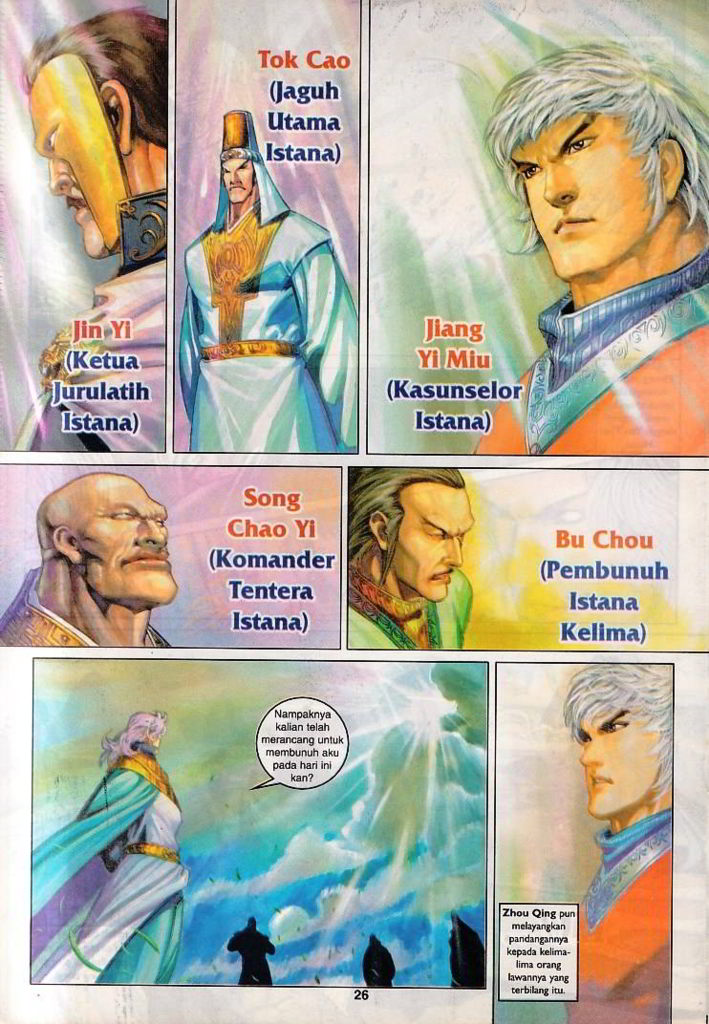 Tok Cao
(Jaguh
Utama
Istana)
Jin Yi
(Ketua
Jurulatih
Istana)
Jiang
Yi Miu
(Kasunselor
Istana)
Song
Chao Yi
(Komander
Tentera
Istana)
Bu Chou
(Pembunuh
Istana
Kelima)
Nampaknya
kalian telah
merancang untuk
membunuh aku
pada hari ini
kan?
Zhou Qing pun
melayangkan
pandangannya
kepada kelima-
lima orang
lawannya yang
terbilang itu.
26